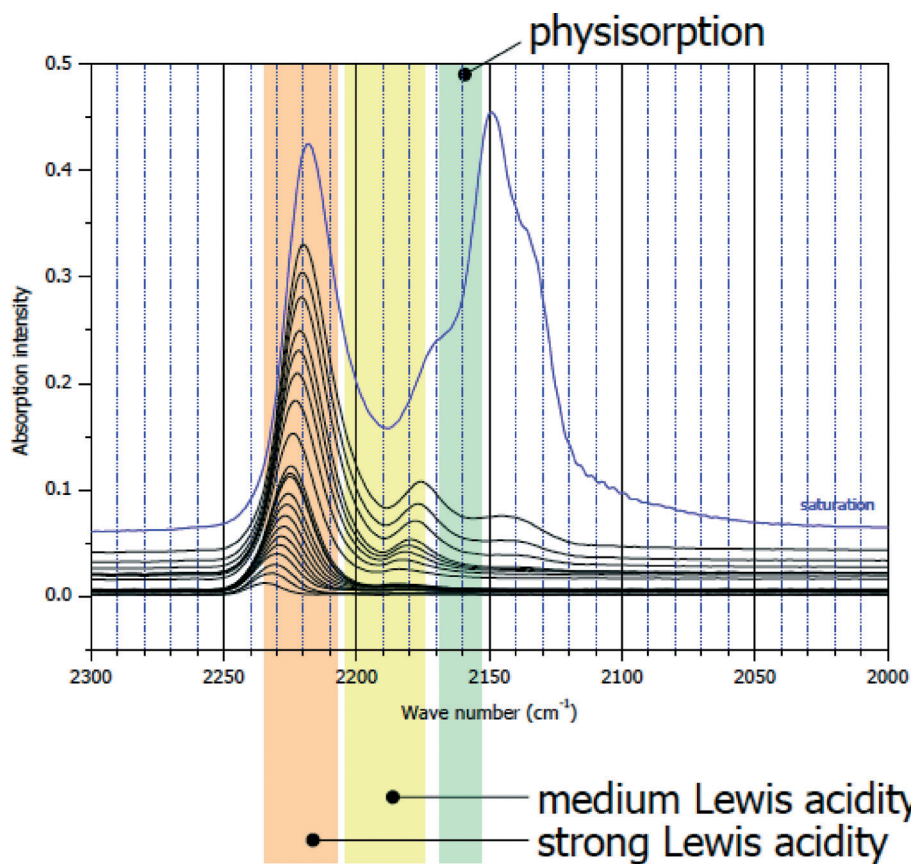 physisorption
0.5
0.4
0.3
0.2
0.1
0.0
Absorption intensity
saturation
2300
2250
2200
2150
2100
2050
2000
Wave number (cm⁻¹)
medium Lewis acidity
strong Lewis acidity